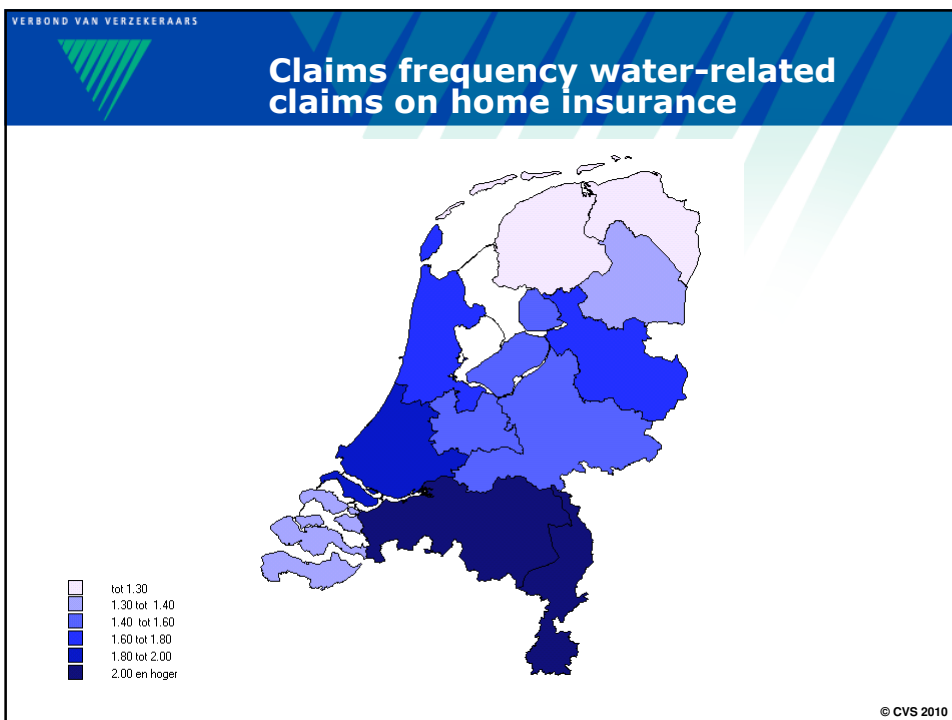 VERBOND VAN VERZEKERAARS
Claims frequency water-related
claims on home insurance
tot 1.30
1.30 tot 1.40
1.40 tot 1.60
1.60 tot 1.80
1.80 tot 2.00
2.00 en hoger
© CVS 2010